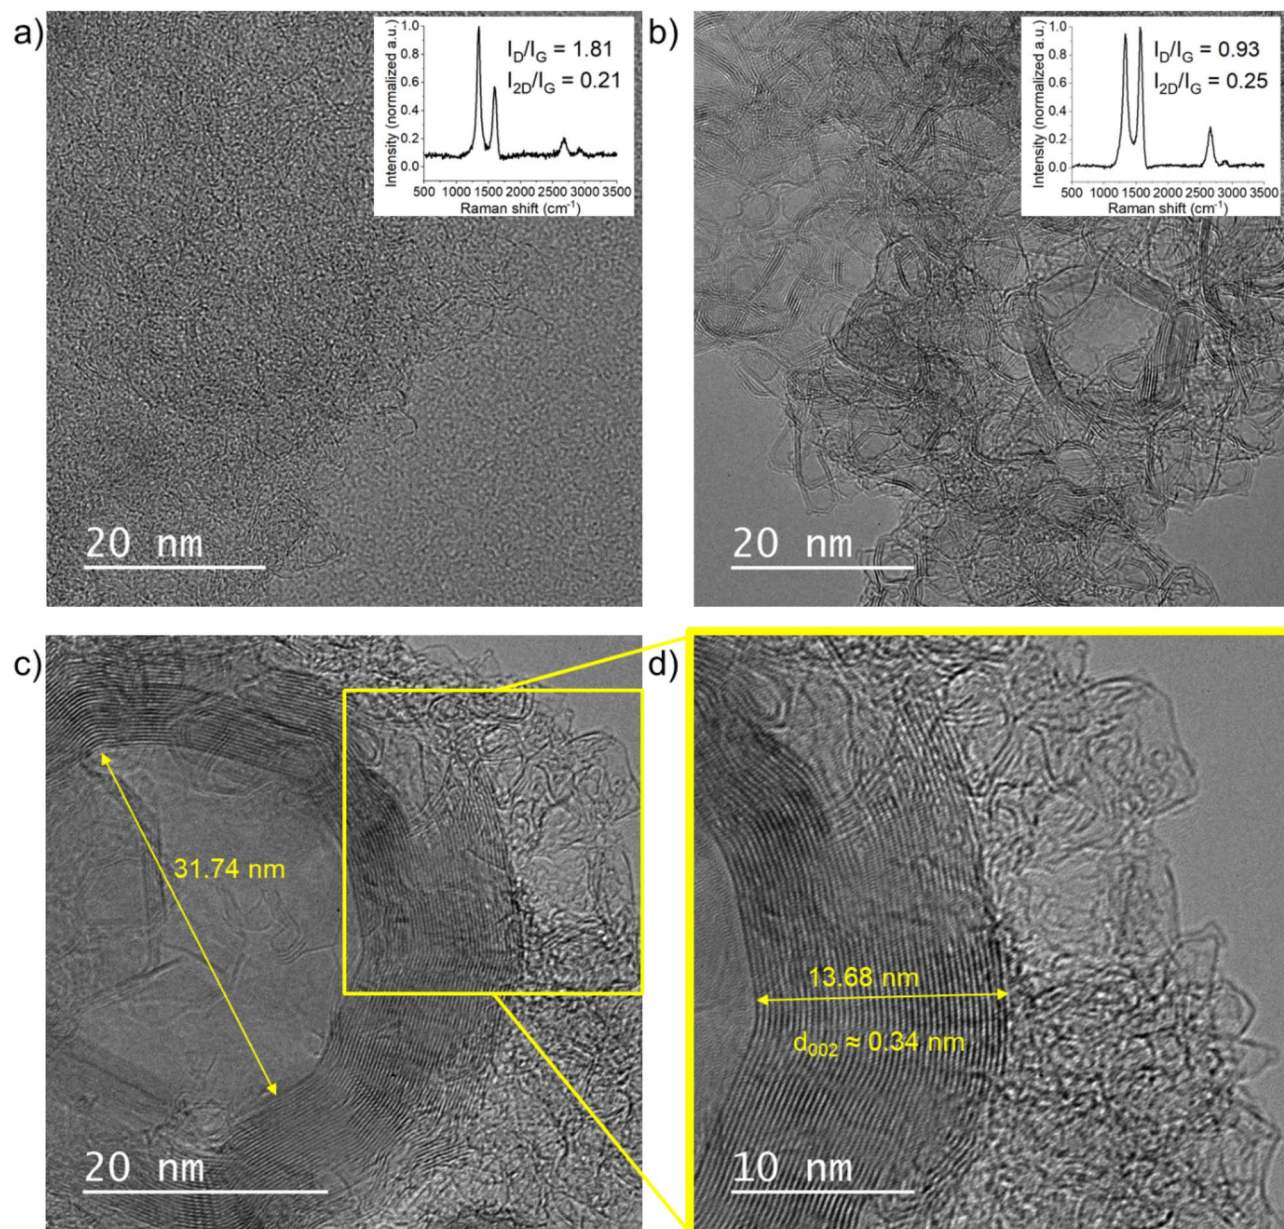 a)
Intensity (normalized a.u.)
1.0
0.8
0.6
0.4
0.2
0.0
I_D/I_G = 1.81
I_2D/I_G = 0.21
500 1000 1500 2000 2500 3000 3500
Raman shift (cm⁻¹)
20 nm
b)
Intensity (normalized a.u.)
1.0
0.8
0.6
0.4
0.2
0.0
I_D/I_G = 0.93
I_2D/I_G = 0.25
500 1000 1500 2000 2500 3000 3500
Raman shift (cm⁻¹)
20 nm
c)
31.74 nm
20 nm
d)
13.68 nm
d₀₀₂ ≈ 0.34 nm
10 nm